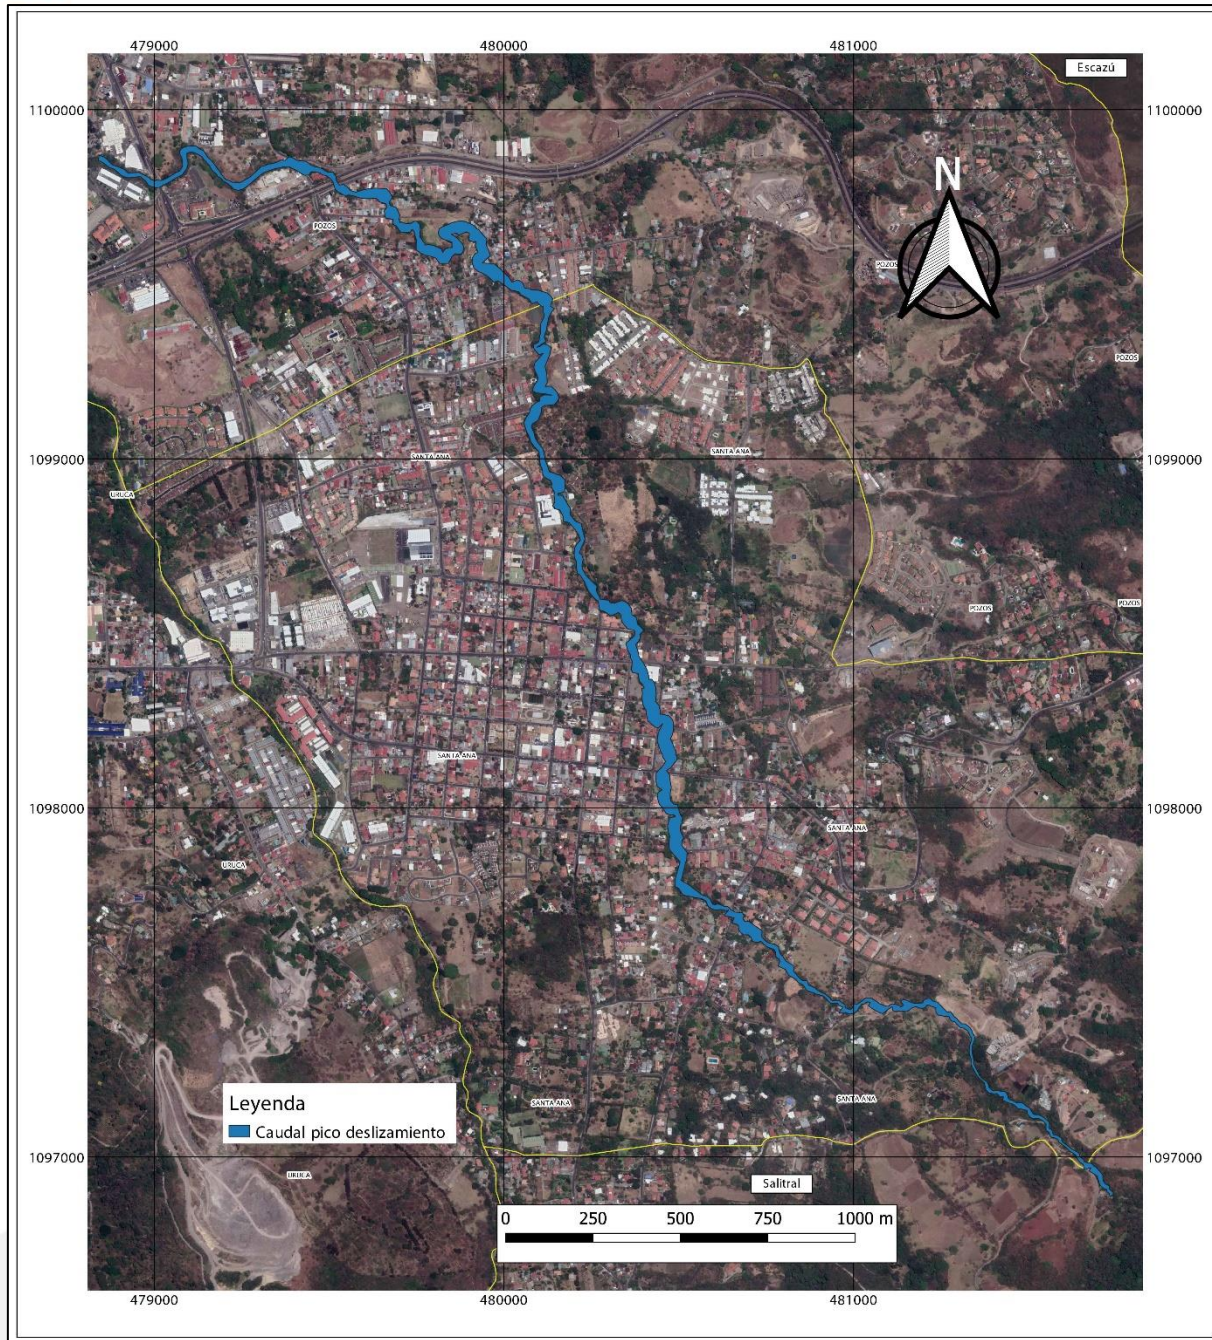 479000 480000 481000
Escazú
1100000 1100000
N
POZOS
POZOS
POZOS
SANTA ANA SANTA ANA
1099000 1099000
URUCA
POZOS POZOS
SANTA ANA
1098000 1098000
SANTA ANA
URUCA
Leyenda
Caudal pico deslizamiento
SANTA ANA SANTA ANA
1097000 1097000
URUCA
Salitral
0 250 500 750 1000 m
479000 480000 481000